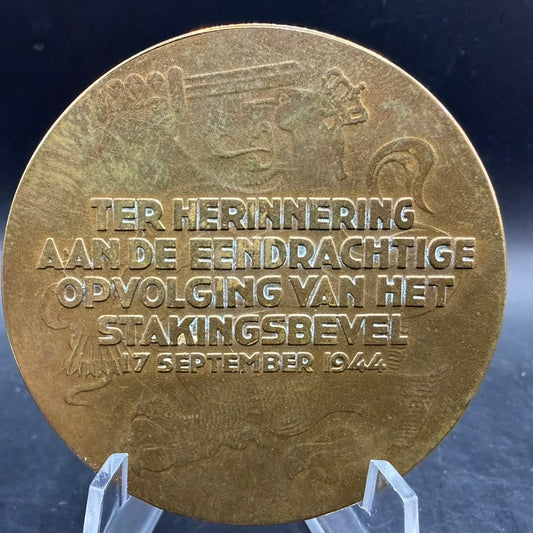 TER HERINNERING
AAN DE EENDRACHTIGE
OPVOLGING VAN HET
STAKINGSBEVEL
17 SEPTEMBER 1944